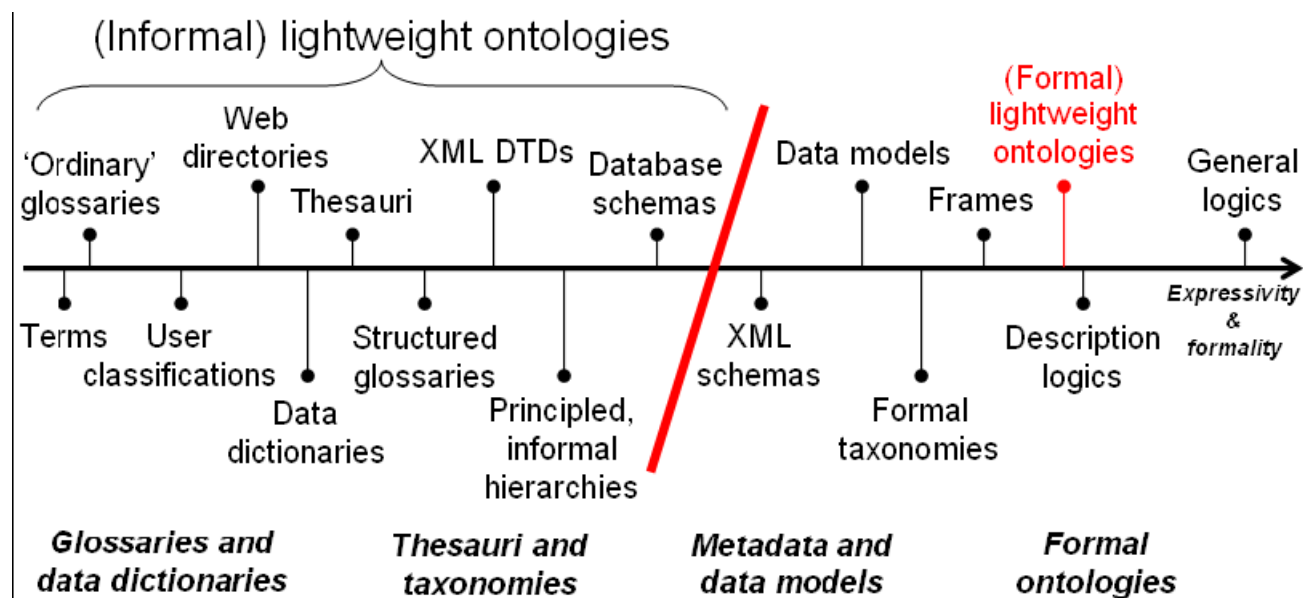 (Informal) lightweight ontologies
‘Ordinary’
glossaries
Web
directories
Thesauri
XML DTDs
Database
schemas
Data models
Frames
(Formal)
lightweight
ontologies
General
logics
Terms
User
classifications
Data
dictionaries
Structured
glossaries
Principled,
informal
hierarchies
XML
schemas
Formal
taxonomies
Description
logics
Expressivity
&
formality
Glossaries and
data dictionaries
Thesauri and
taxonomies
Metadata and
data models
Formal
ontologies